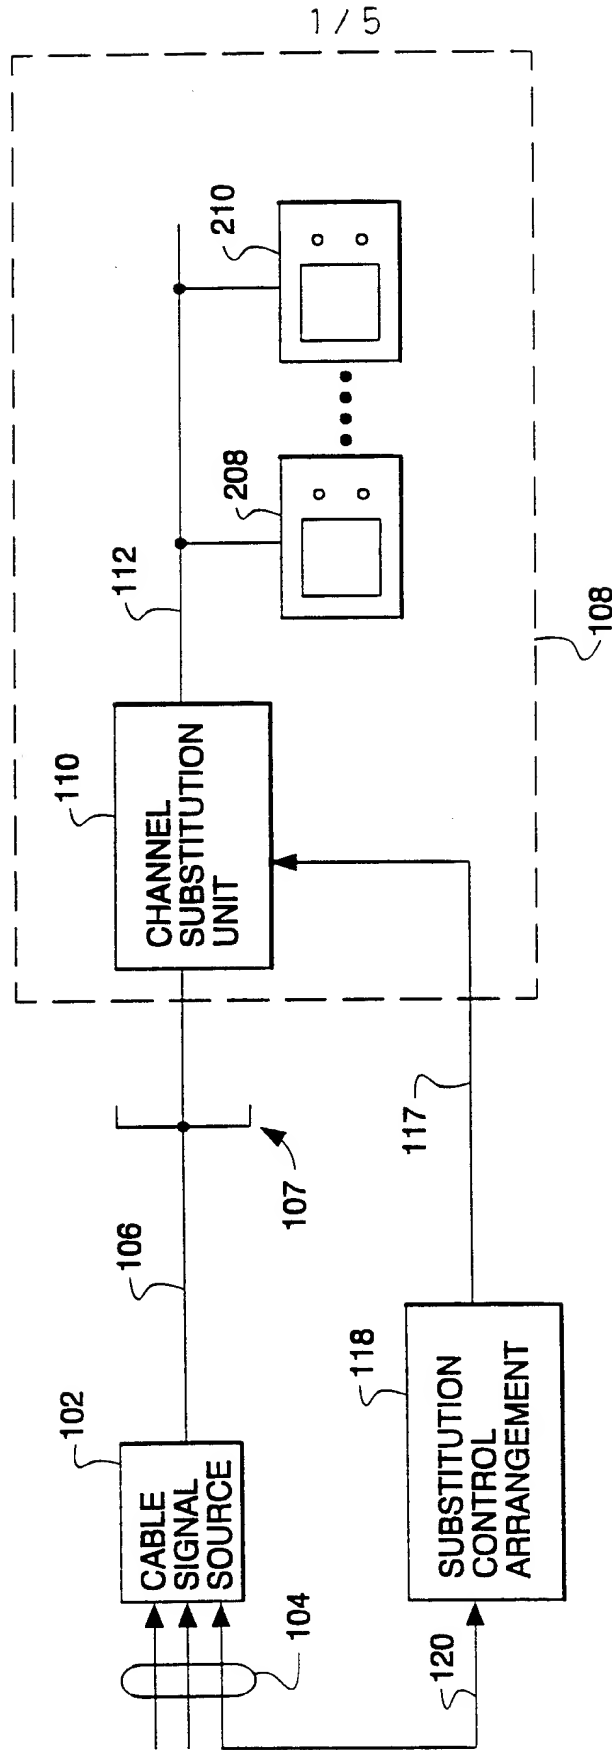 1/5
102
CABLE
SIGNAL
SOURCE
104
106
107
110
CHANNEL
SUBSTITUTION
UNIT
112
208
210
108
117
118
SUBSTITUTION
CONTROL
ARRANGEMENT
120